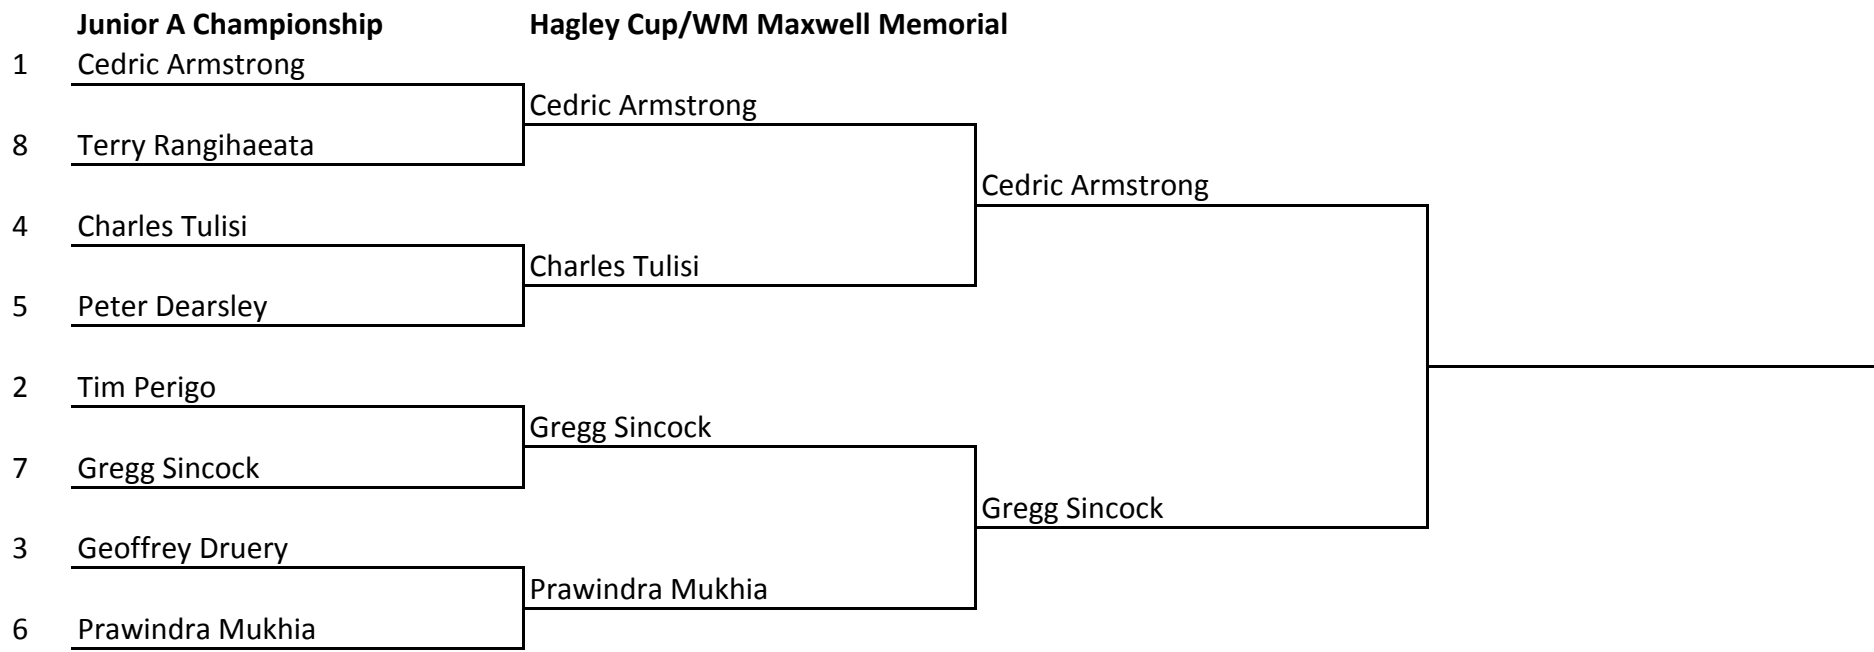 Junior A Championship Hagley Cup/WM Maxwell Memorial
1 Cedric Armstrong
Cedric Armstrong
8 Terry Rangihaeata
Cedric Armstrong
4 Charles Tulisi
Charles Tulisi
5 Peter Dearsley
2 Tim Perigo
Gregg Sincock
7 Gregg Sincock
Gregg Sincock
3 Geoffrey Druery
Prawindra Mukhia
6 Prawindra Mukhia